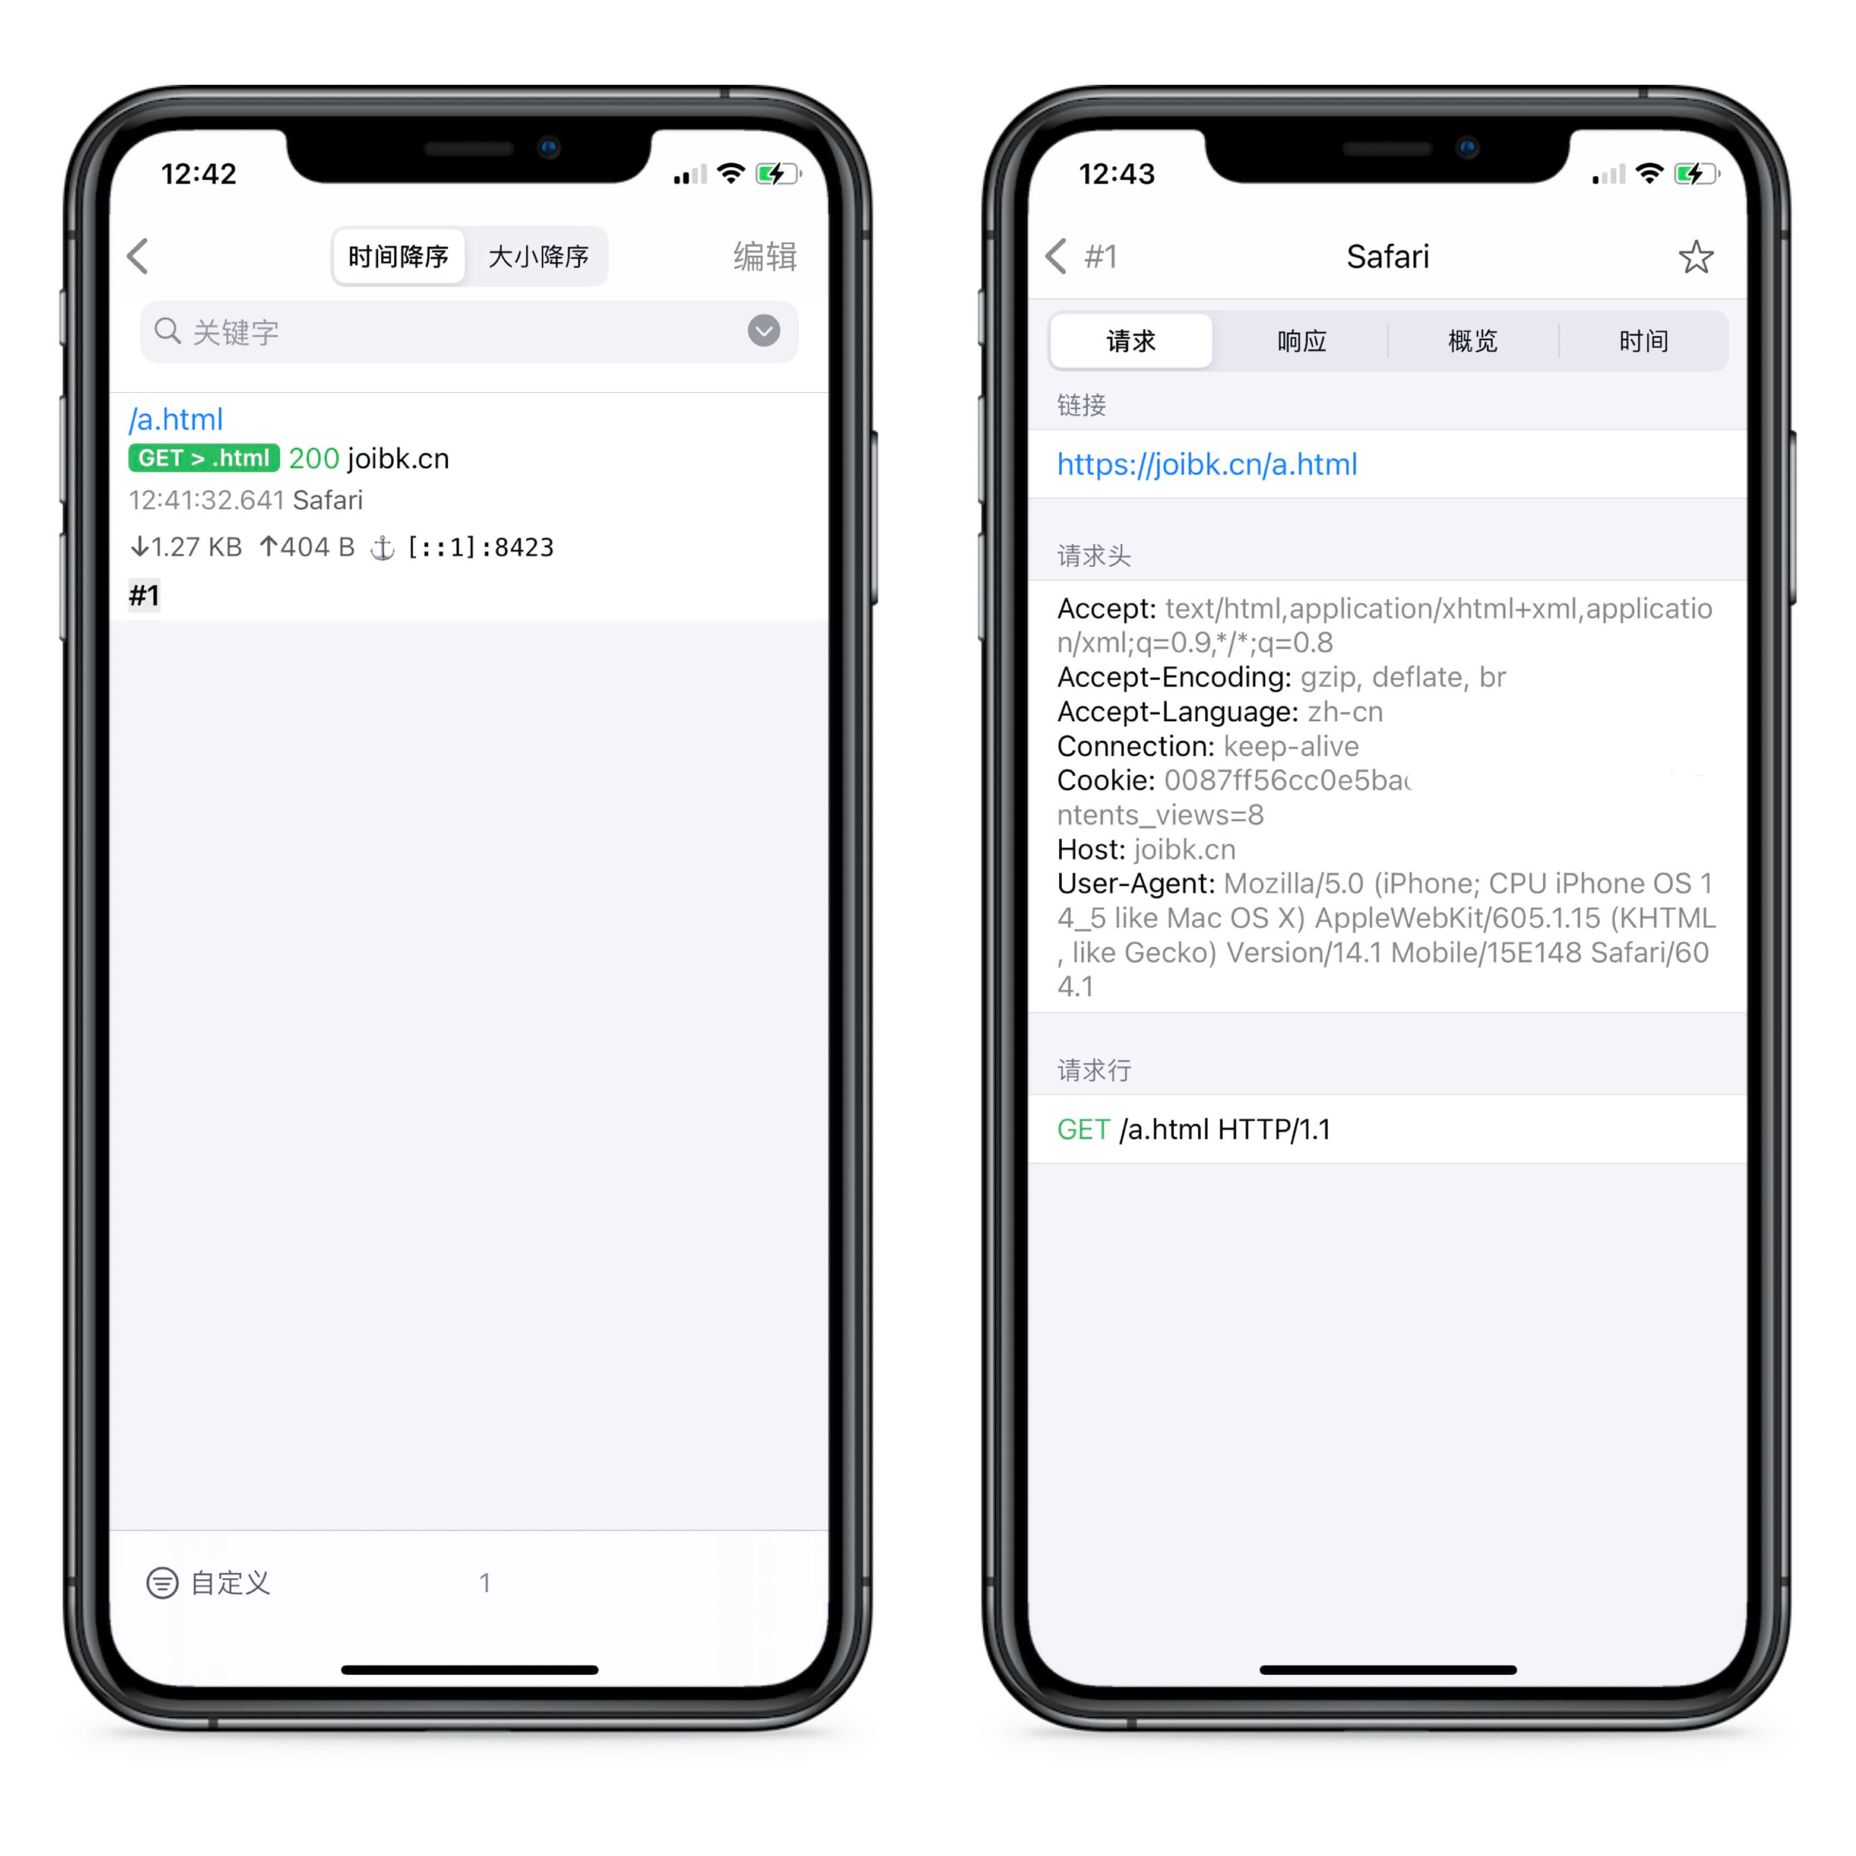 12:42
时间降序 大小降序 编辑
关键字
/a.html
GET > .html 200 joibk.cn
12:41:32.641 Safari
↓1.27 KB ↑404 B ⚓ [::1]:8423
#1
自定义 1
12:43
#1 Safari
请求 响应 概览 时间
链接
https://joibk.cn/a.html
请求头
Accept: text/html,application/xhtml+xml,applicatio
n/xml;q=0.9,*/*;q=0.8
Accept-Encoding: gzip, deflate, br
Accept-Language: zh-cn
Connection: keep-alive
Cookie: 0087ff56cc0e5ba
ntents_views=8
Host: joibk.cn
User-Agent: Mozilla/5.0 (iPhone; CPU iPhone OS 1
4_5 like Mac OS X) AppleWebKit/605.1.15 (KHTML
, like Gecko) Version/14.1 Mobile/15E148 Safari/60
4.1
请求行
GET /a.html HTTP/1.1